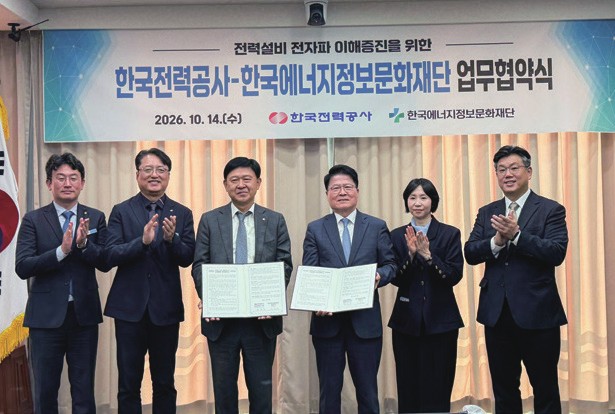 전력설비 전자파 이해증진을 위한
한국전력공사-한국에너지정보문화재단 업무협약식
2026. 10. 14.(수) 한국전력공사 한국에너지정보문화재단